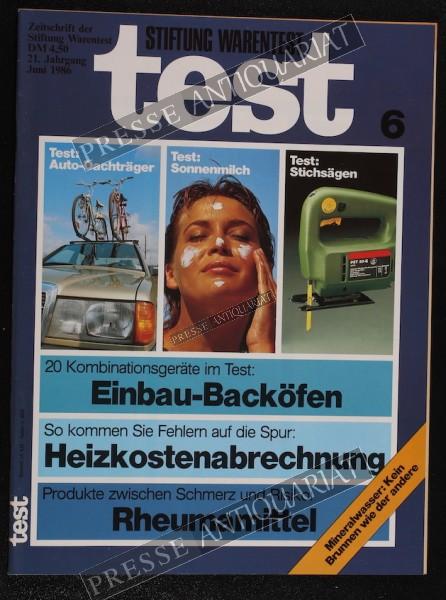 Zeitschrift der
Stiftung Warentest
DM 4,50
21. Jahrgang
Juni 1986
STIFTUNG WARENTEST
test
6
Test:
Auto-Dachträger
Test:
Sonnenmilch
Test:
Stichsägen
20 Kombinationsgeräte im Test:
Einbau-Backöfen
So kommen Sie Fehlern auf die Spur:
Heizkostenabrechnung
Produkte zwischen Schmerz und Risiko:
Rheumamittel
Mineralwasser: Kein
Brunnen wie der andere
test
PRESSE ANTIQUARIAT
PRESSE ANTIQUARIAT
PRESSE ANTIQUARIAT